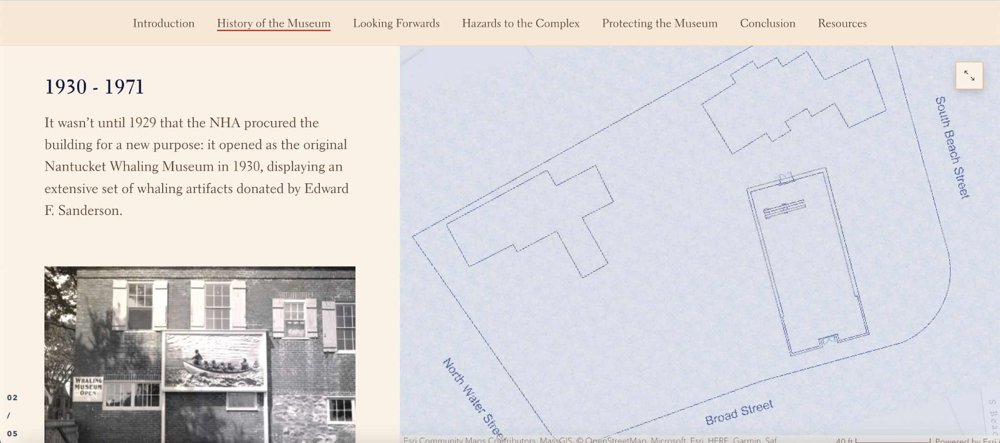 Introduction
History of the Museum
Looking Forwards
Hazards to the Complex
Protecting the Museum
Conclusion
Resources
1930 - 1971
It wasn’t until 1929 that the NHA procured the
building for a new purpose: it opened as the original
Nantucket Whaling Museum in 1930, displaying an
extensive set of whaling artifacts donated by Edward
F. Sanderson.
WHALING
MUSEUM
-OPEN-
02
/
05
South Beach Street
North Water Street
Broad Street
S Beac
Esri Community Maps Contributors, MassGIS, © OpenStreetMap, Microsoft, Esri, HERE, Garmin, Saf
40 ft
Powered by Esri